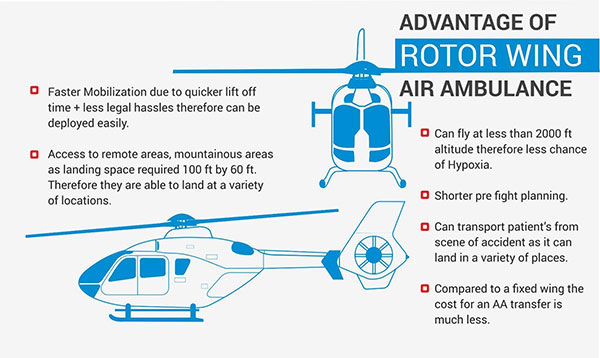 ADVANTAGE OF
ROTOR WING
AIR AMBULANCE
Faster Mobilization due to quicker lift off
time + less legal hassles therefore can be
deployed easily.
Access to remote areas, mountainous areas
as landing space required 100 ft by 60 ft.
Therefore they are able to land at a variety
of locations.
Can fly at less than 2000 ft
altitude therefore less chance
of Hypoxia.
Shorter pre fight planning.
Can transport patient's from
scene of accident as it can
land in a variety of places.
Compared to a fixed wing the
cost for an AA transfer is
much less.